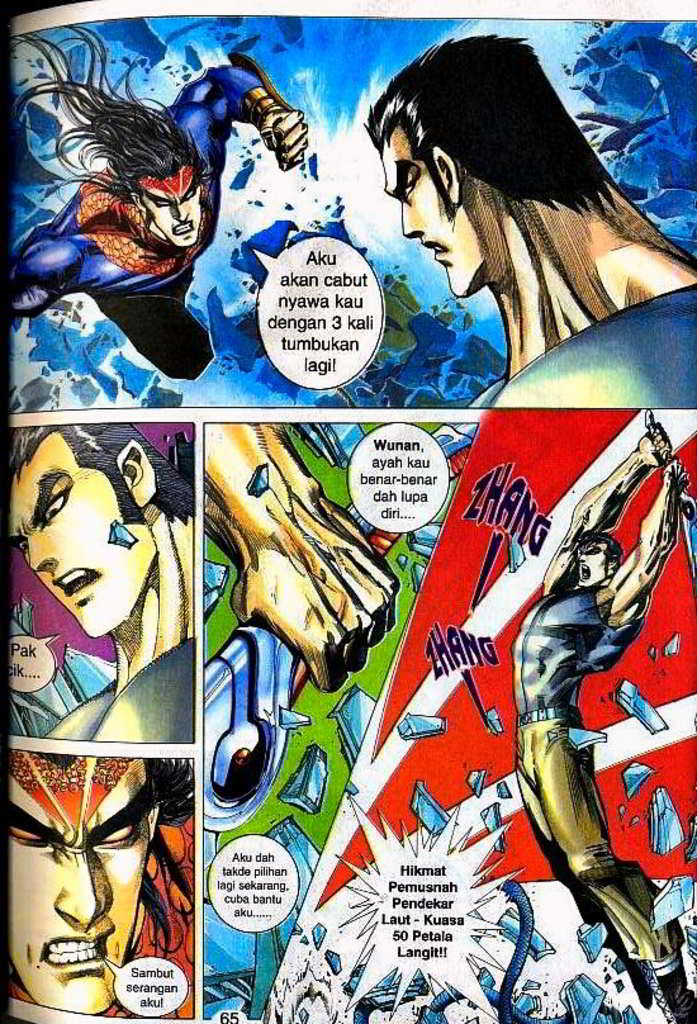 Aku
akan cabut
nyawa kau
dengan 3 kali
tumbukan
lagi!
Pak
cik....
Wunan,
ayah kau
benar-benar
dah lupa
diri....
ZHANG
!
ZHANG
!
Sambut
serangan
aku!
Aku dah
takde pilihan
lagi sekarang,
cuba bantu
aku......
Hikmat
Pemusnah
Pendekar
Laut - Kuasa
50 Petala
Langit!!
65